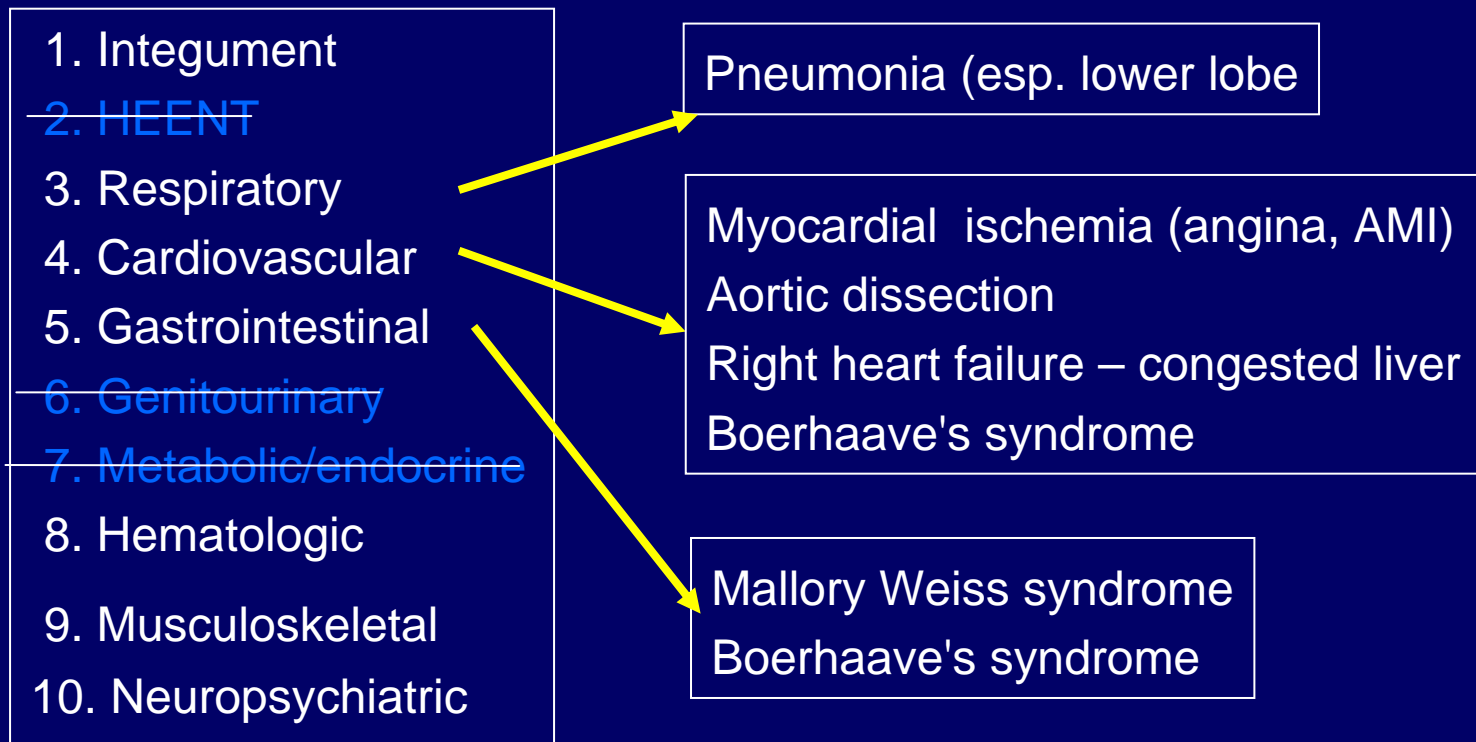 1. Integument
2. HEENT
3. Respiratory
4. Cardiovascular
5. Gastrointestinal
6. Genitourinary
7. Metabolic/endocrine
8. Hematologic
9. Musculoskeletal
10. Neuropsychiatric
Pneumonia (esp. lower lobe
Myocardial  ischemia (angina, AMI)
Aortic dissection
Right heart failure – congested liver
Boerhaave's syndrome
Mallory Weiss syndrome
Boerhaave's syndrome